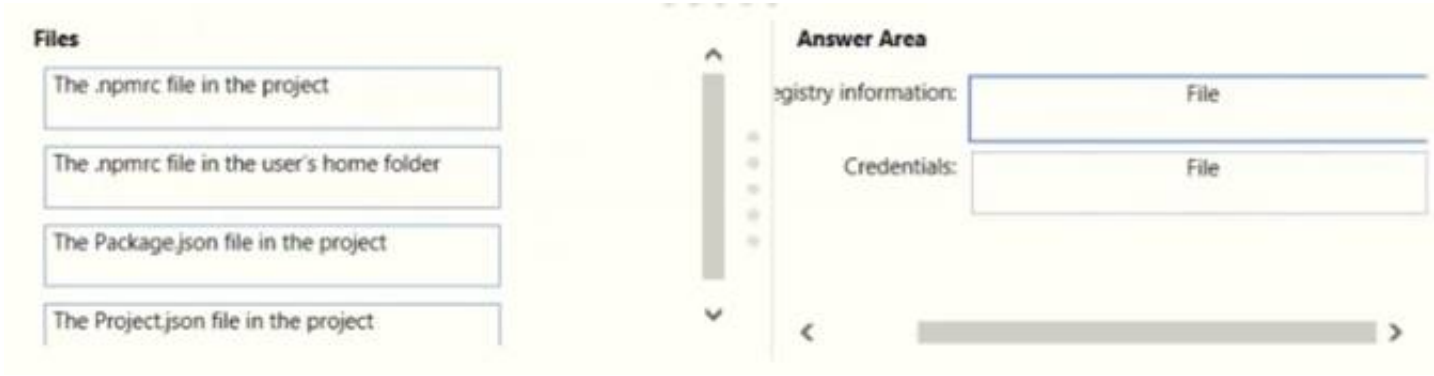 Files
The .npmrc file in the project
The .npmrc file in the user's home folder
The Package.json file in the project
The Project.json file in the project
Answer Area
egistry information:
File
Credentials:
File